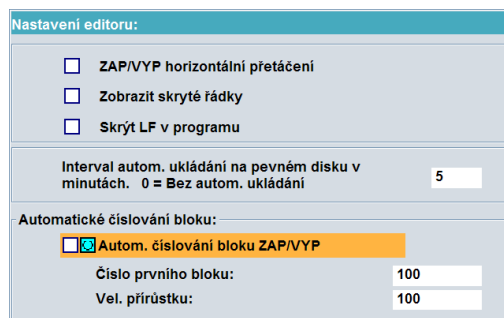 Nastavení editoru:
ZAP/VYP horizontální přetáčení
Zobrazit skryté řádky
Skrýt LF v programu
Interval autom. ukládání na pevném disku v
minutách.   0 = Bez autom. ukládání
5
Automatické číslování bloku:
Autom. číslování bloku ZAP/VYP
Číslo prvního bloku: 100
Vel. přírůstku: 100